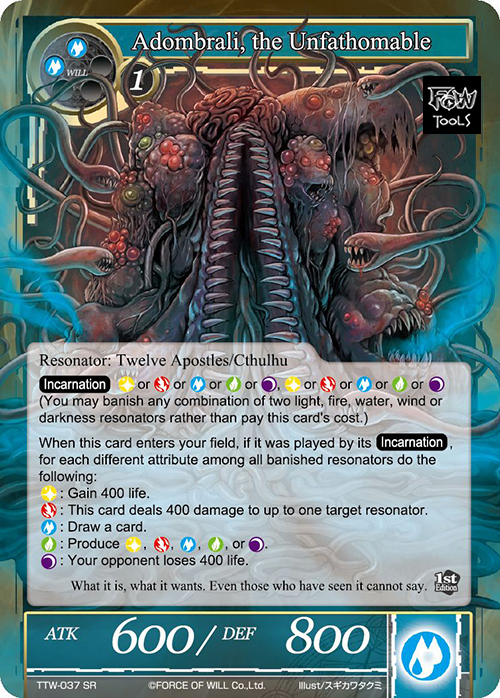 Adombrali, the Unfathomable
WILL
1
FOW
TOOLS
Resonator: Twelve Apostles/Cthulhu
Incarnation or or or or , or or or or
(You may banish any combination of two light, fire, water, wind or
darkness resonators rather than pay this card's cost.)
When this card enters your field, if it was played by its Incarnation ,
for each different attribute among all banished resonators do the
following:
: Gain 400 life.
: This card deals 400 damage to up to one target resonator.
: Draw a card.
: Produce , , , , or .
: Your opponent loses 400 life.
What it is, what it wants. Even those who have seen it cannot say.
1st
Edition
ATK 600/ DEF 800
TTW-037 SR ©FORCE OF WILL Co.,Ltd. Illust/スギカワタクミ